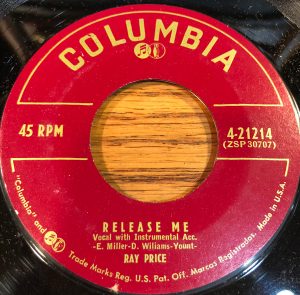 COLUMBIA
45 RPM
4-21214
(ZSP 30707)
RELEASE ME
Vocal with Instrumental Acc.
-E. Miller-D. Williams-Yount-
RAY PRICE
"Columbia" and Trade Marks Reg. U.S. Pat. Off. Marcas Registradas. Made in U.S.A.